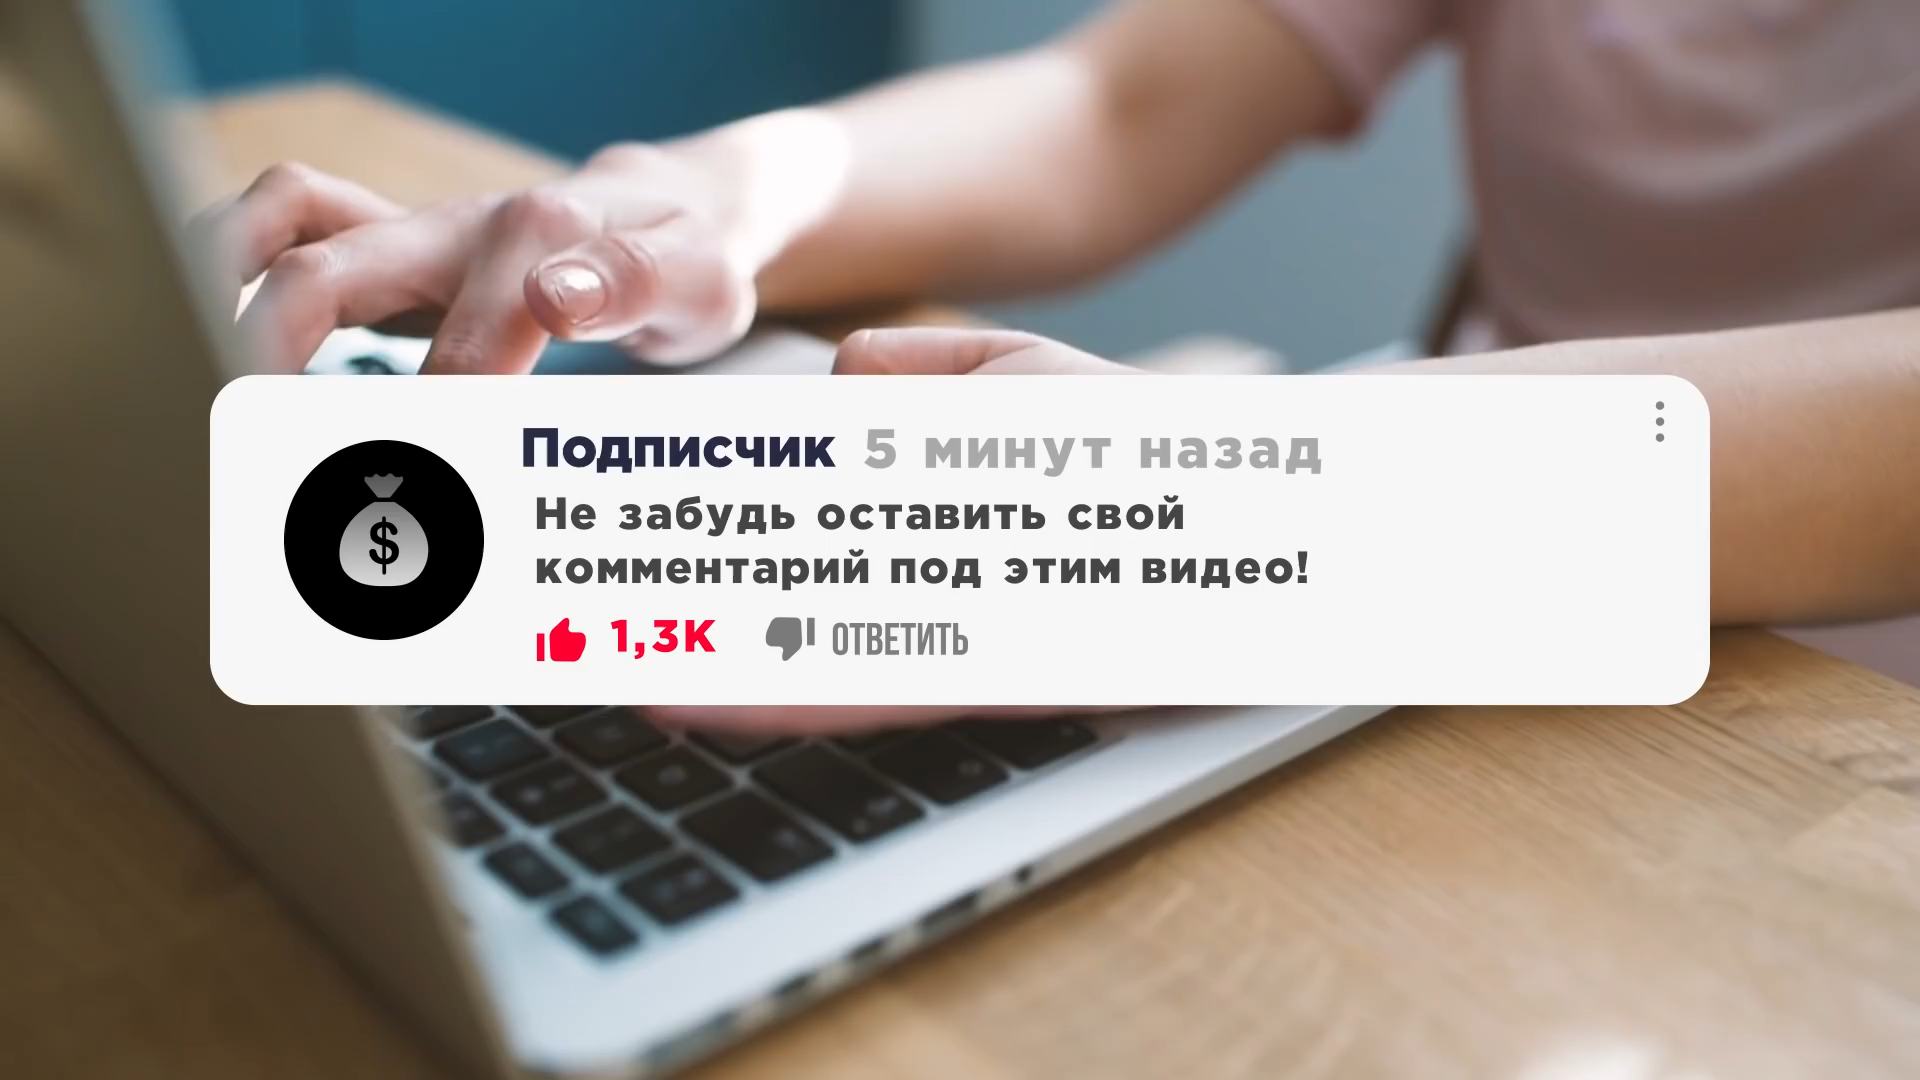 Подписчик 5 минут назад
Не забудь оставить свой
комментарий под этим видео!
$
1,3K ОТВЕТИТЬ